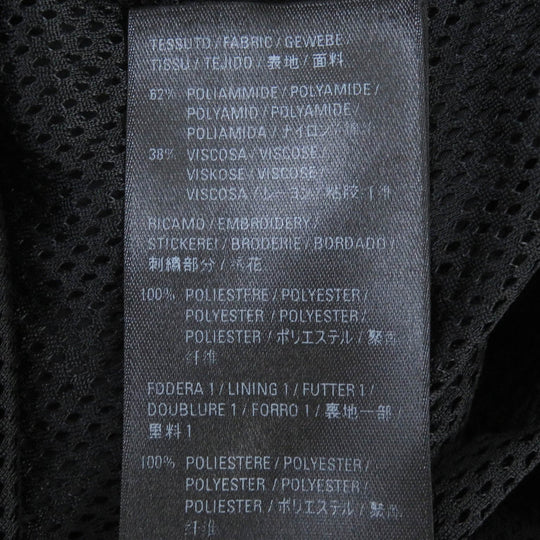 TESSUTO / FABRIC / GEWEBE
TISSU / TEJIDO / 表地 / 面料
62% POLIAMMIDE / POLYAMIDE /
POLYAMID / POLYAMIDE /
POLIAMIDA / ナイロン /
38% VISCOSA / VISCOSE
VISKOSE / VISCOSE /
VISCOSA / レーヨン / 粘胶纤维
RICAMO / EMBROIDERY /
STICKEREI / BRODERIE / BORDADO /
刺繍部分 / 绣花
100% POLIESTERE / POLYESTER /
POLYESTER / POLYESTER /
POLIESTER / ポリエステル / 聚酯
纤维
FODERA 1 / LINING 1 / FUTTER 1 /
DOUBLURE 1 / FORRO 1 / 裏地一部 /
里料 1
100% POLIESTERE / POLYESTER /
POLYESTER / POLYESTER /
POLIESTER / ポリエステル / 聚酯
纤维